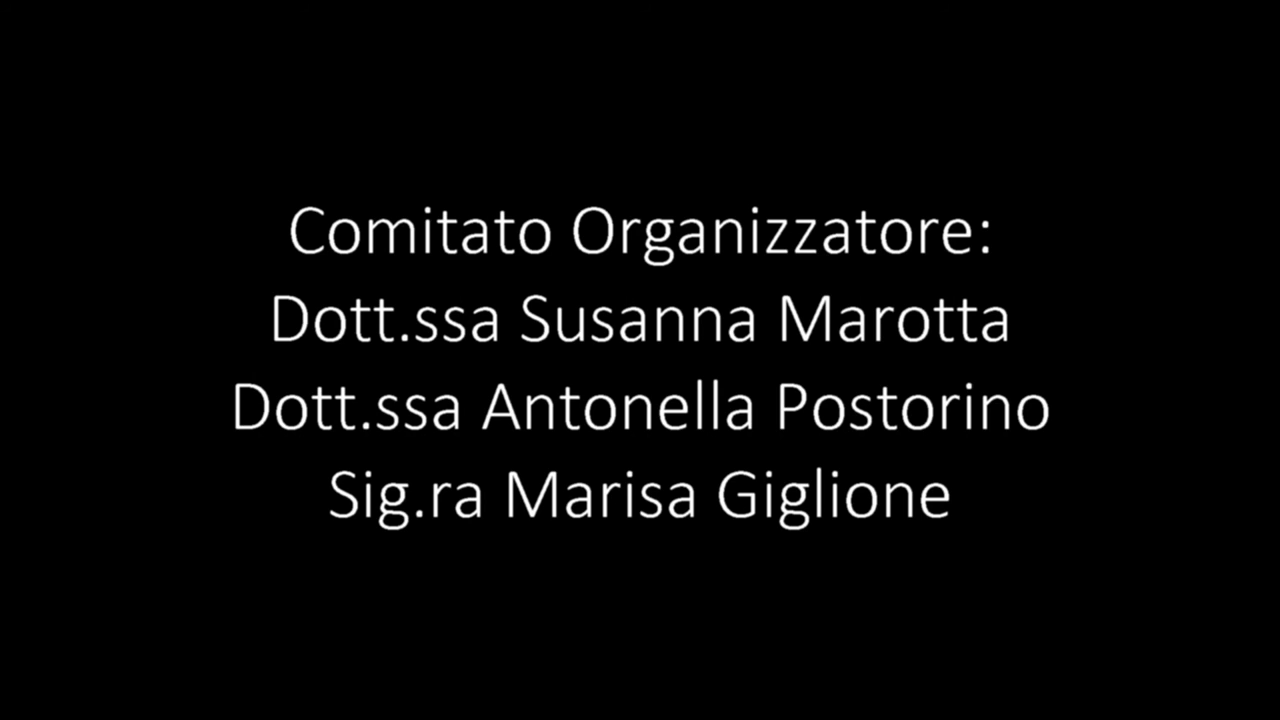 Comitato Organizzatore:
Dott.ssa Susanna Marotta
Dott.ssa Antonella Postorino
Sig.ra Marisa Giglione